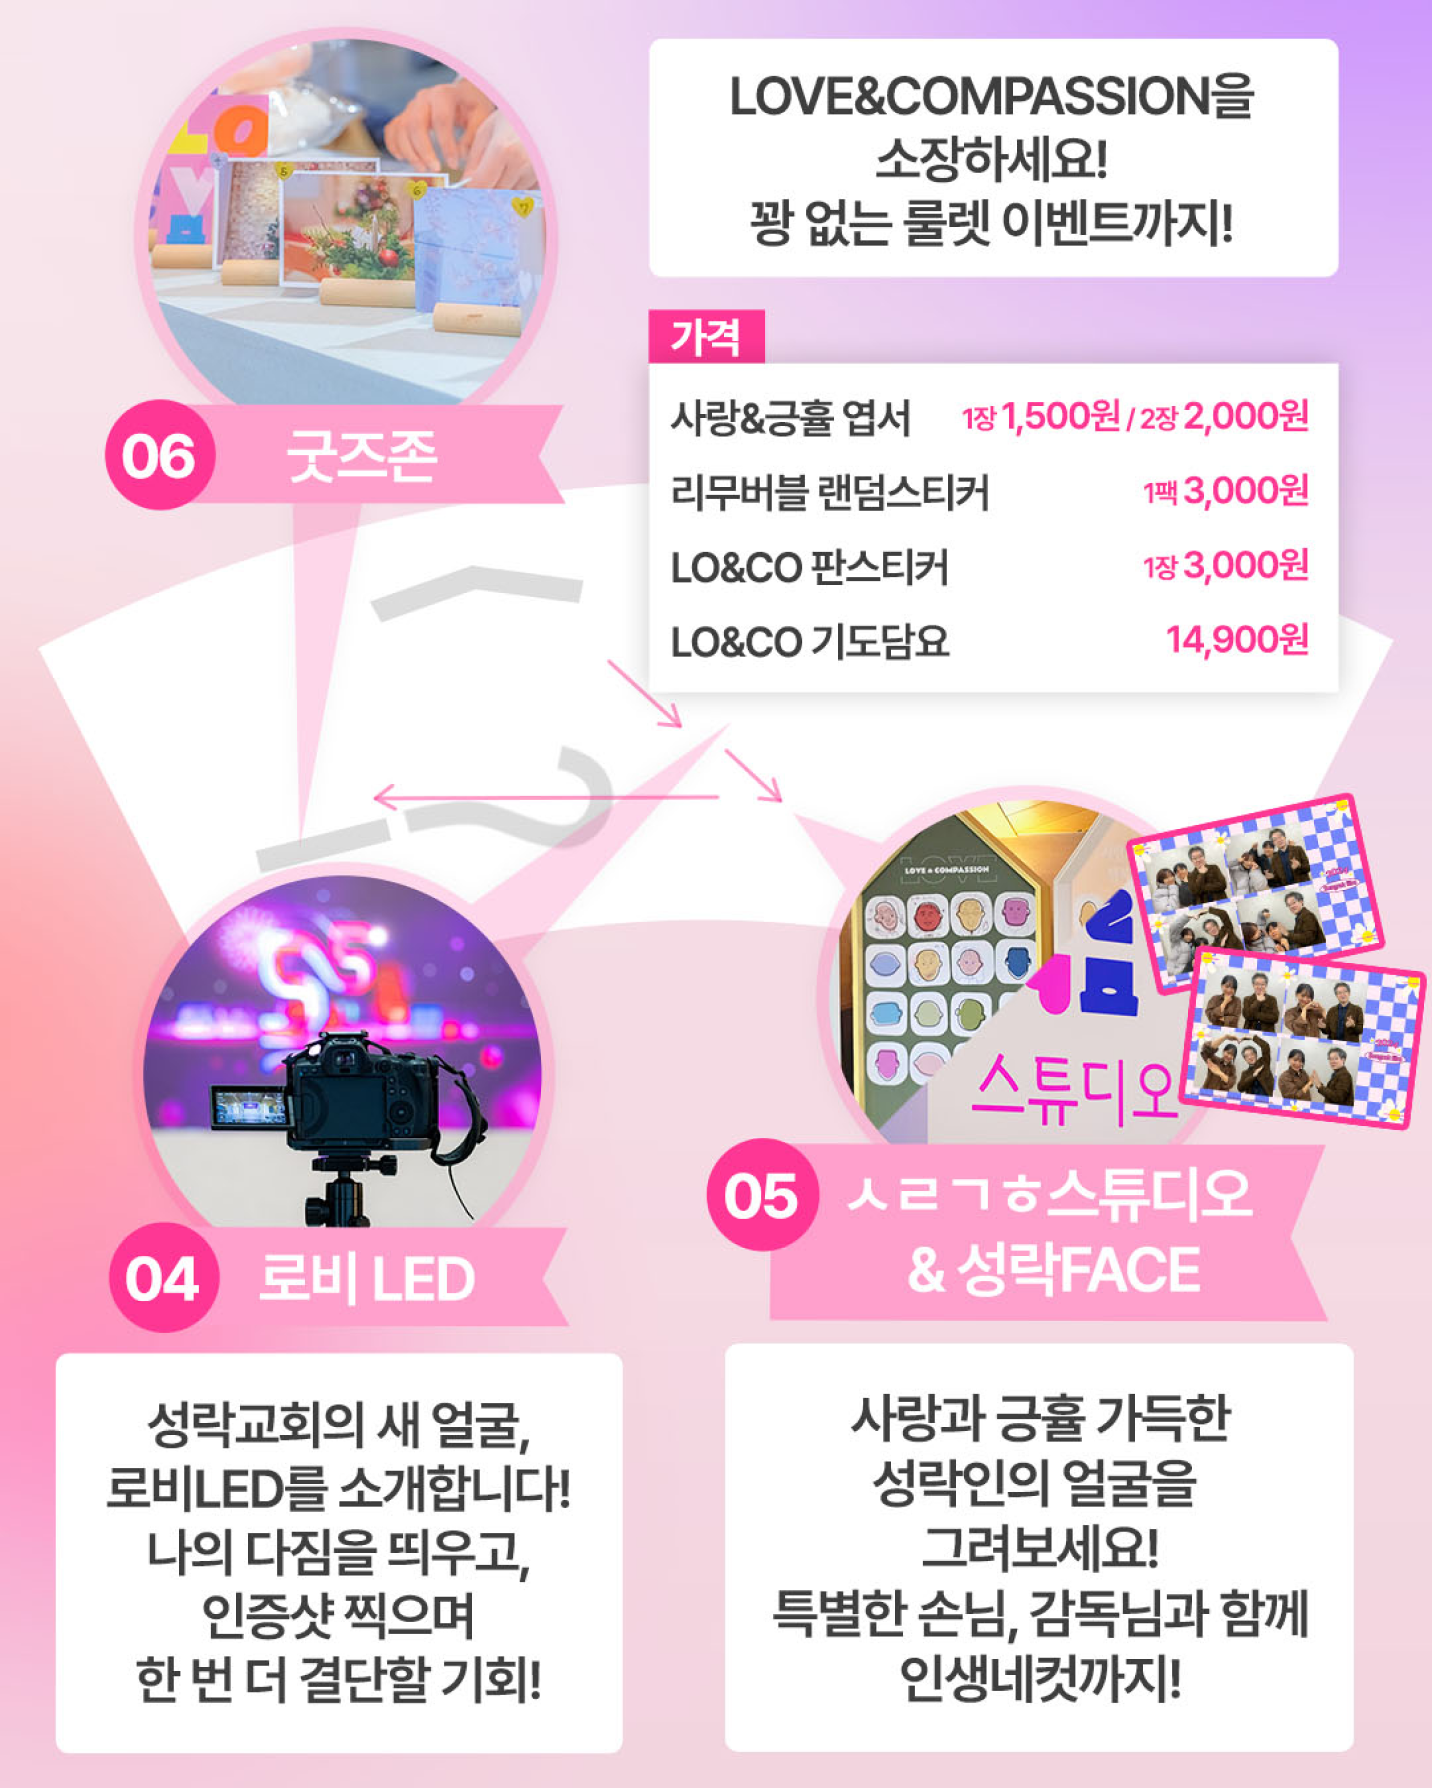 LOVE&COMPASSION을
소장하세요!
꽝 없는 룰렛 이벤트까지!
가격
사랑&긍휼 엽서 1장 1,500원 / 2장 2,000원
리무버블 랜덤스티커 1팩 3,000원
LO&CO 판스티커 1장 3,000원
LO&CO 기도담요 14,900원
06 굿즈존
LOVE & COMPASSION
스튜디오
04 로비 LED
성락교회의 새 얼굴,
로비LED를 소개합니다!
나의 다짐을 띄우고,
인증샷 찍으며
한 번 더 결단할 기회!
05 ㅅㄹㄱㅎ스튜디오
& 성락FACE
사랑과 긍휼 가득한
성락인의 얼굴을
그려보세요!
특별한 손님, 감독님과 함께
인생네컷까지!